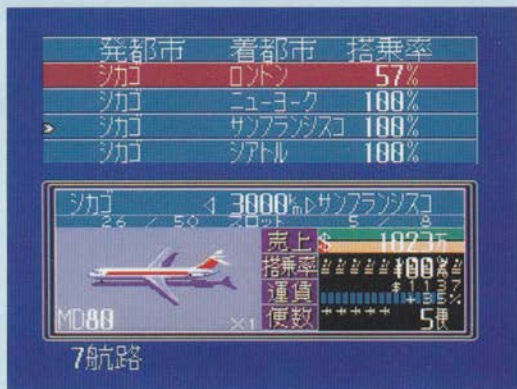 発都市 着都市 搭乗率
シカゴ ロンドン 57%
シカゴ ニューヨーク 100%
シカゴ サンフランシスコ 100%
シカゴ シアトル 100%
シカゴ ◁ 3000km ▷ サンフランシスコ
26 / 50 スロット 5 / 8
売上 $ 1023万
搭乗率 100%
運賃 $1137
+35%
MD80 ×1 便数 5便
7航路